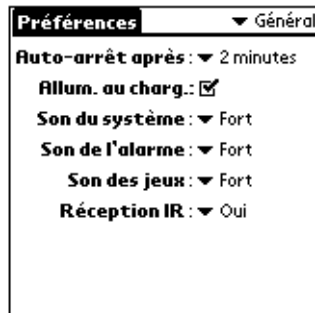 Préférences ▼ Général
Auto-arrêt après : ▼ 2 minutes
Allum. au charg.: ☑
Son du système : ▼ Fort
Son de l'alarme : ▼ Fort
Son des jeux : ▼ Fort
Réception IR : ▼ Oui